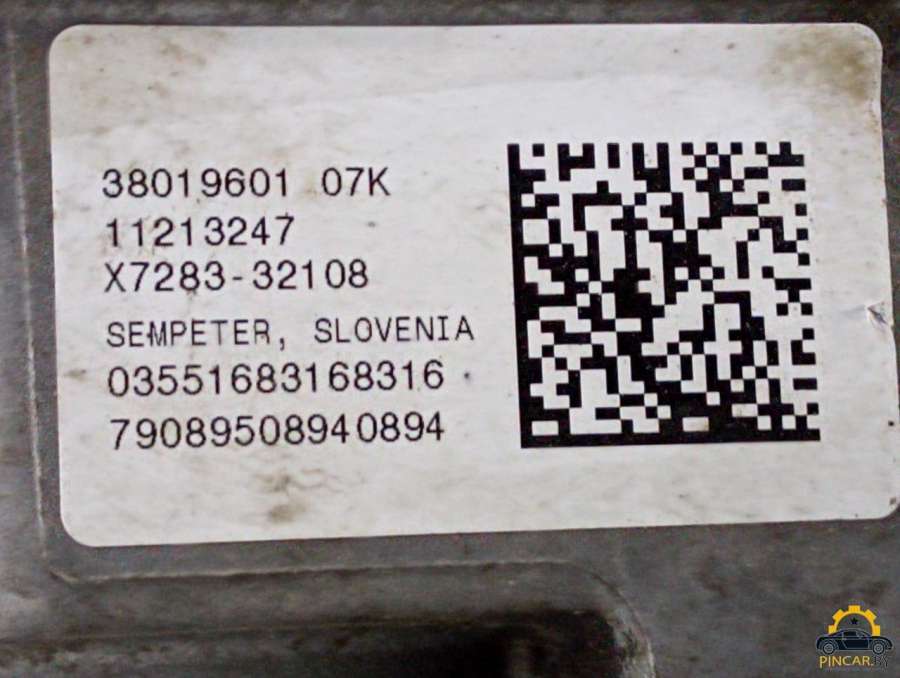 38019601 07K
11213247
X7283-32108
SEMPETER, SLOVENIA
03551683168316
79089508940894
PINCAR.BY